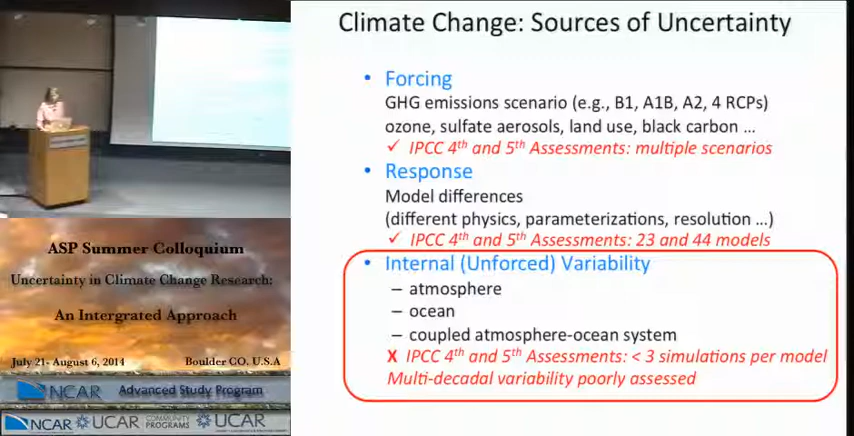 Climate Change: Sources of Uncertainty
• Forcing
GHG emissions scenario (e.g., B1, A1B, A2, 4 RCPs)
ozone, sulfate aerosols, land use, black carbon ...
✓ IPCC 4th and 5th Assessments: multiple scenarios
• Response
Model differences
(different physics, parameterizations, resolution ...)
✓ IPCC 4th and 5th Assessments: 23 and 44 models
• Internal (Unforced) Variability
– atmosphere
– ocean
– coupled atmosphere-ocean system
X IPCC 4th and 5th Assessments: < 3 simulations per model
Multi-decadal variability poorly assessed
ASP Summer Colloquium
Uncertainty in Climate Change Research:
An Intergrated Approach
July 21- August 6, 2014 Boulder CO. U.S.A
NCAR Advanced Study Program
NCAR UCAR COMMUNITY PROGRAMS UCAR